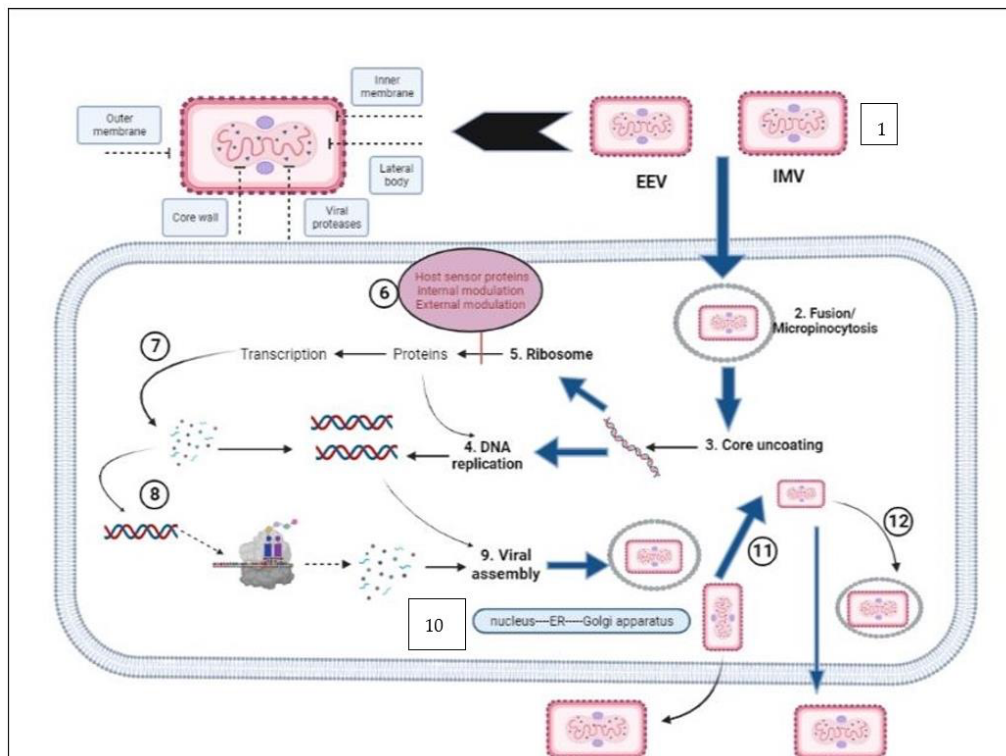 Inner
membrane
Outer
membrane
Lateral
body
Core wall
Viral
proteases
EEV
IMV
1
Host sensor proteins
Internal modulation
External modulation
6
2. Fusion/
Micropinocytosis
7
Transcription
Proteins
5. Ribosome
4. DNA
replication
3. Core uncoating
8
9. Viral
assembly
11
12
10
nucleus----ER-----Golgi apparatus